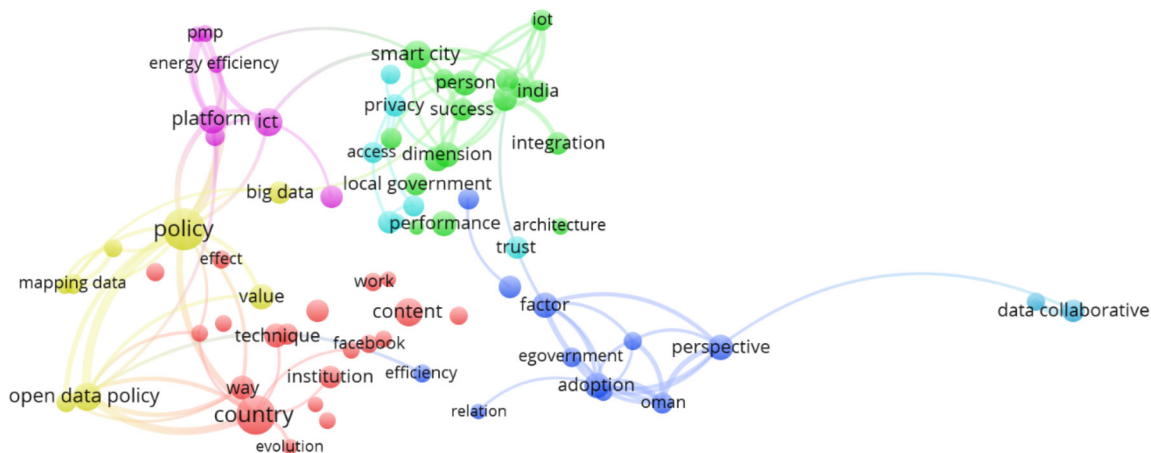 iot
pmp
smart city
energy efficiency
person
india
privacy
success
platform
ict
integration
access
dimension
local government
big data
performance
architecture
policy
trust
effect
mapping data
work
value
factor
content
data collaborative
technique
facebook
perspective
egovernment
institution
efficiency
way
adoption
open data policy
oman
country
relation
evolution